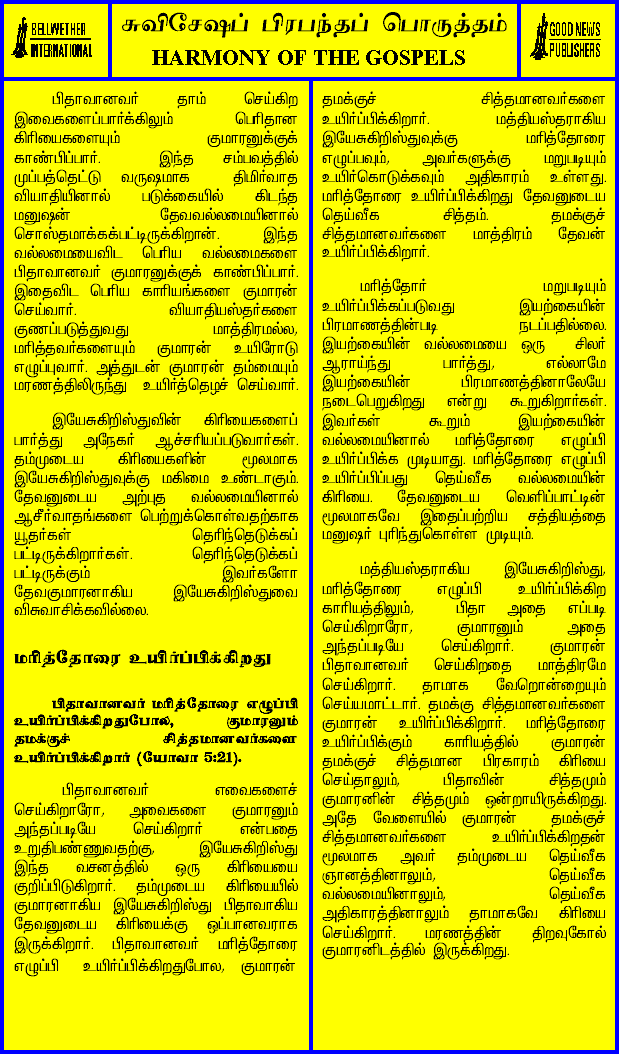 BELLWETHER
INTERNATIONAL
சுவிசேஷப் பிரபந்தப் பொருத்தம்
HARMONY OF THE GOSPELS
GOOD NEWS
PUBLISHERS
பிதாவானவர் தாம் செய்கிற
இவைகளைப்பார்க்கிலும் பெரிதான
கிரியைகளையும் குமாரனுக்குக்
காண்பிப்பார். இந்த சம்பவத்தில்
முப்பத்தெட்டு வருஷமாக திமிர்வாத
வியாதியினால் படுக்கையில் கிடந்த
மனுஷன் தேவவல்லமையினால்
சொஸ்தமாக்கக்பட்டிருக்கிறான். இந்த
வல்லமையைவிட பெரிய வல்லமைகளை
பிதாவானவர் குமாரனுக்குக் காண்பிப்பார்.
இதைவிட பெரிய காரியங்களை குமாரன்
செய்வார். வியாதியஸ்தர்களை
குணப்படுத்துவது மாத்திரமல்ல,
மரித்தவர்களையும் குமாரன் உயிரோடு
எழுப்புவார். அத்துடன் குமாரன் தம்மையும்
மரணத்திலிருந்து உயிர்த்தெழச் செய்வார்.
இயேசுகிறிஸ்துவின் கிரியைகளைப்
பார்த்து அநேகர் ஆச்சரியப்படுவார்கள்.
தம்முடைய கிரியைகளின் மூலமாக
இயேசுகிறிஸ்துவுக்கு மகிமை உண்டாகும்.
தேவனுடைய அற்புத வல்லமையினால்
ஆசீர்வாதங்களை பெற்றுக்கொள்வதற்காக
யூதர்கள் தெரிந்தெடுக்கப்
பட்டிருக்கிறார்கள். தெரிந்தெடுக்கப்
பட்டிருக்கும் இவர்களோ
தேவகுமாரனாகிய இயேசுகிறிஸ்துவை
விசுவாசிக்கவில்லை.
மரித்தோரை உயிர்ப்பிக்கிறது
பிதாவானவர் மரித்தோரை எழுப்பி
உயிர்ப்பிக்கிறதுபோல, குமாரனும்
தமக்குச் சித்தமானவர்களை
உயிர்ப்பிக்கிறார் (யோவா 5:21).
பிதாவானவர் எவைகளைச்
செய்கிறாரோ, அவைகளை குமாரனும்
அந்தப்படியே செய்கிறார் என்பதை
உறுதிபண்ணுவதற்கு, இயேசுகிறிஸ்து
இந்த வசனத்தில் ஒரு கிரியையை
குறிப்பிடுகிறார். தம்முடைய கிரியையில்
குமாரனாகிய இயேசுகிறிஸ்து பிதாவாகிய
தேவனுடைய கிரியைக்கு ஒப்பானவராக
இருக்கிறார். பிதாவானவர் மரித்தோரை
எழுப்பி உயிர்ப்பிக்கிறதுபோல, குமாரன்
தமக்குச் சித்தமானவர்களை
உயிர்ப்பிக்கிறார். மத்தியஸ்தராகிய
இயேசுகிறிஸ்துவுக்கு மரித்தோரை
எழுப்பவும், அவர்களுக்கு மறுபடியும்
உயிர்கொடுக்கவும் அதிகாரம் உள்ளது.
மரித்தோரை உயிர்ப்பிக்கிறது தேவனுடைய
தெய்வீக சித்தம். தமக்குச்
சித்தமானவர்களை மாத்திரம் தேவன்
உயிர்ப்பிக்கிறார்.
மரித்தோர் மறுபடியும்
உயிர்ப்பிக்கப்படுவது இயற்கையின்
பிரமாணத்தின்படி நடப்பதில்லை.
இயற்கையின் வல்லமையை ஒரு சிலர்
ஆராய்ந்து பார்த்து, எல்லாமே
இயற்கையின் பிரமாணத்தினாலேயே
நடைபெறுகிறது என்று கூறுகிறார்கள்.
இவர்கள் கூறும் இயற்கையின்
வல்லமையினால் மரித்தோரை எழுப்பி
உயிர்ப்பிக்க முடியாது. மரித்தோரை எழுப்பி
உயிர்ப்பிப்பது தெய்வீக வல்லமையின்
கிரியை. தேவனுடைய வெளிப்பாட்டின்
மூலமாகவே இதைப்பற்றிய சத்தியத்தை
மனுஷர் புரிந்துகொள்ள முடியும்.
மத்தியஸ்தராகிய இயேசுகிறிஸ்து,
மரித்தோரை எழுப்பி உயிர்ப்பிக்கிற
காரியத்திலும், பிதா அதை எப்படி
செய்கிறாரோ, குமாரனும் அதை
அந்தப்படியே செய்கிறார். குமாரன்
பிதாவானவர் செய்கிறதை மாத்திரமே
செய்கிறார். தாமாக வேறொன்றையும்
செய்யமாட்டார். தமக்கு சித்தமானவர்களை
குமாரன் உயிர்ப்பிக்கிறார். மரித்தோரை
உயிர்ப்பிக்கும் காரியத்தில் குமாரன்
தமக்குச் சித்தமான பிரகாரம் கிரியை
செய்தாலும், பிதாவின் சித்தமும்
குமாரனின் சித்தமும் ஒன்றாயிருக்கிறது.
அதே வேளையில் குமாரன் தமக்குச்
சித்தமானவர்களை உயிர்ப்பிக்கிறதன்
மூலமாக அவர் தம்முடைய தெய்வீக
ஞானத்தினாலும், தெய்வீக
வல்லமையினாலும், தெய்வீக
அதிகாரத்தினாலும் தாமாகவே கிரியை
செய்கிறார். மரணத்தின் திறவுகோல்
குமாரனிடத்தில் இருக்கிறது.